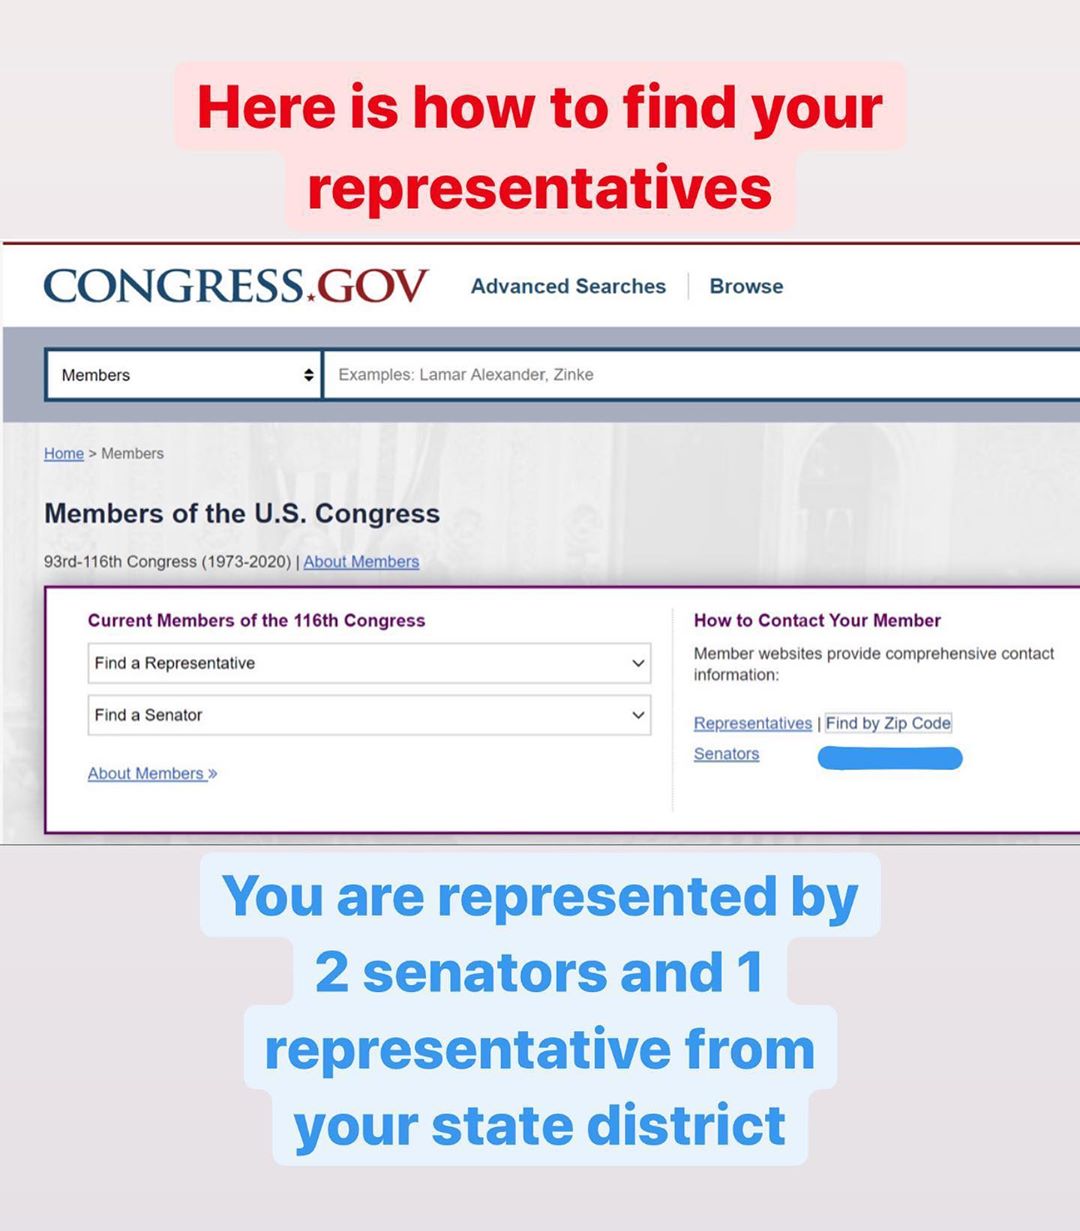 Here is how to find your
representatives
CONGRESS.GOV Advanced Searches Browse
Members Examples: Lamar Alexander, Zinke
Home > Members
Members of the U.S. Congress
93rd-116th Congress (1973-2020) | About Members
Current Members of the 116th Congress
Find a Representative
Find a Senator
About Members »
How to Contact Your Member
Member websites provide comprehensive contact
information:
Representatives | Find by Zip Code
Senators
You are represented by
2 senators and 1
representative from
your state district